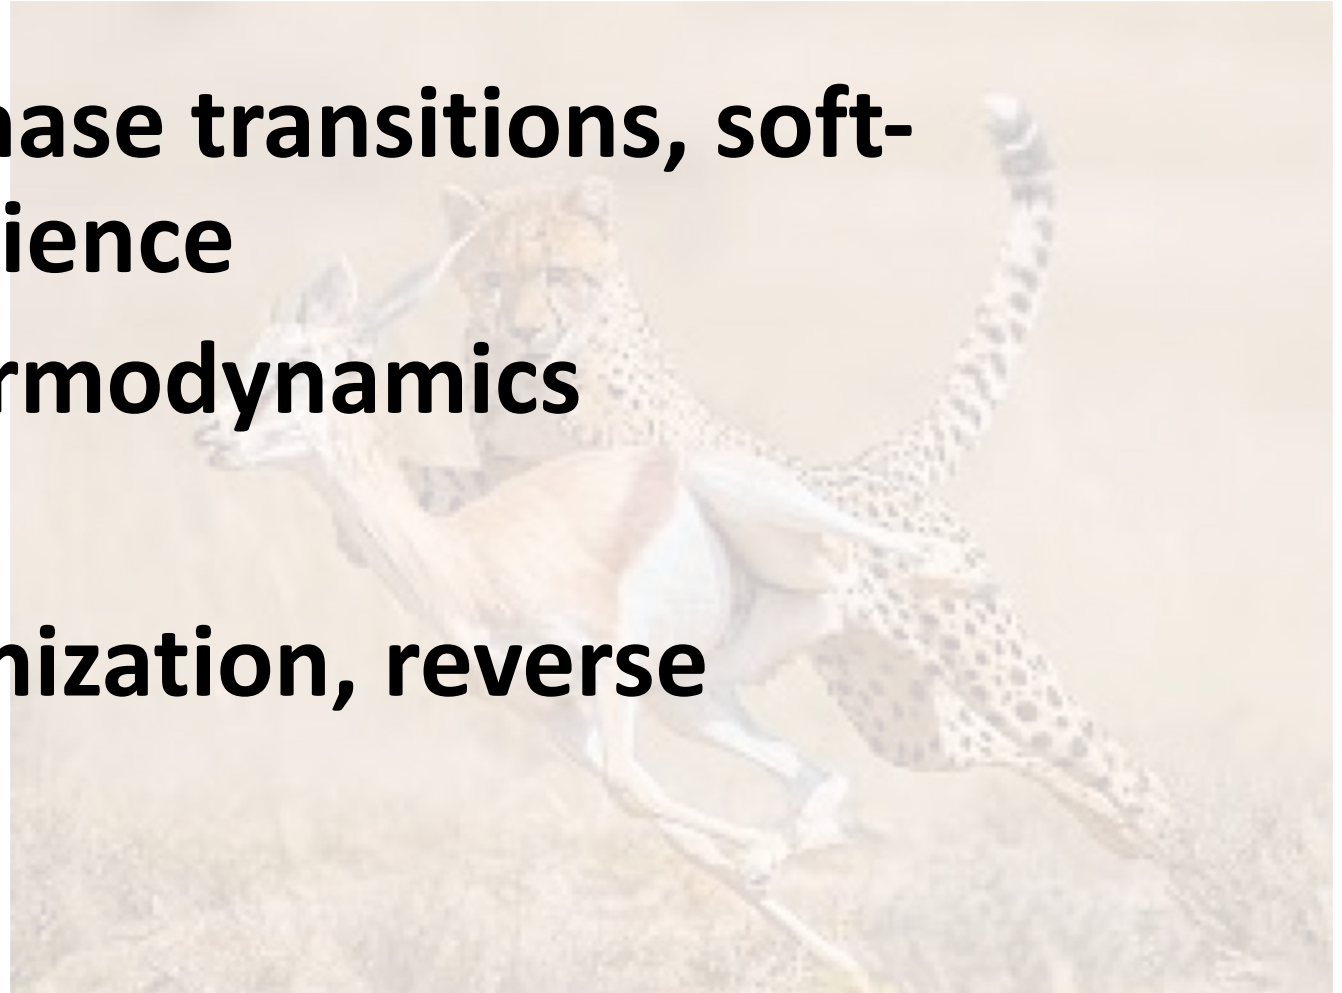 hase transitions, soft-
ience
rmodynamics
nization, reverse